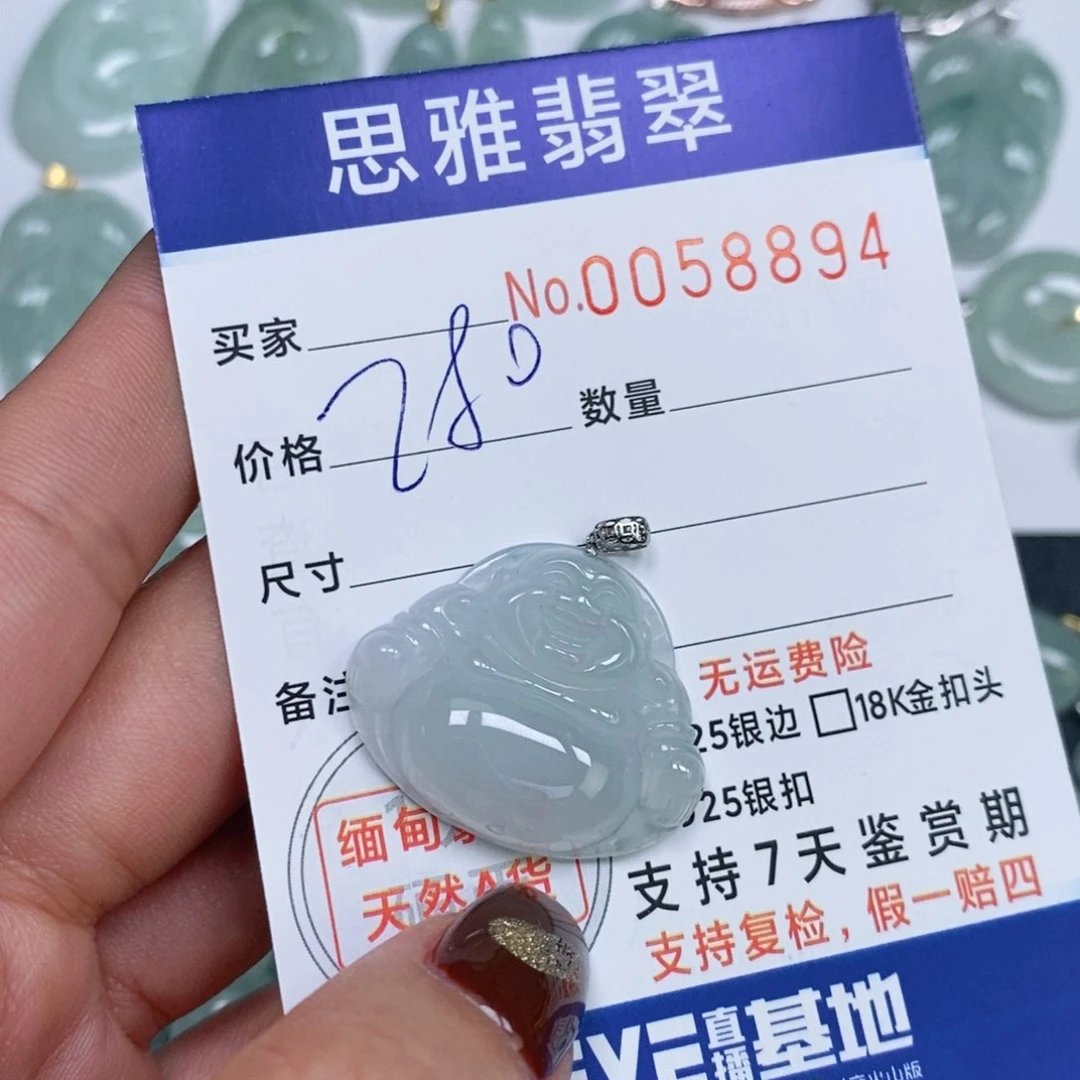 思雅翡翠
No.0058894
买家
价格 280 数量
尺寸
备注
无运费险
25银边 □18K金扣头
925银扣
支持7天鉴赏期
支持复检，假一赔四
缅甸
天然A货
直播基地